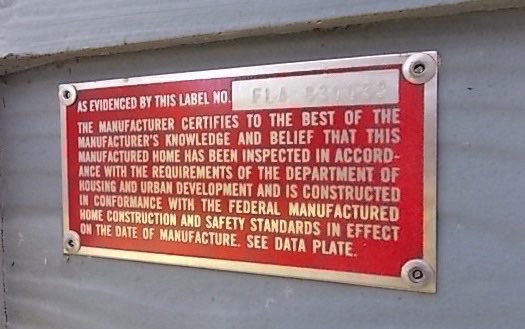 AS EVIDENCED BY THIS LABEL NO. FLA
THE MANUFACTURER CERTIFIES TO THE BEST OF THE
MANUFACTURER'S KNOWLEDGE AND BELIEF THAT THIS
MANUFACTURED HOME HAS BEEN INSPECTED IN ACCORD-
ANCE WITH THE REQUIREMENTS OF THE DEPARTMENT OF
HOUSING AND URBAN DEVELOPMENT AND IS CONSTRUCTED
IN CONFORMANCE WITH THE FEDERAL MANUFACTURED
HOME CONSTRUCTION AND SAFETY STANDARDS IN EFFECT
ON THE DATE OF MANUFACTURE. SEE DATA PLATE.